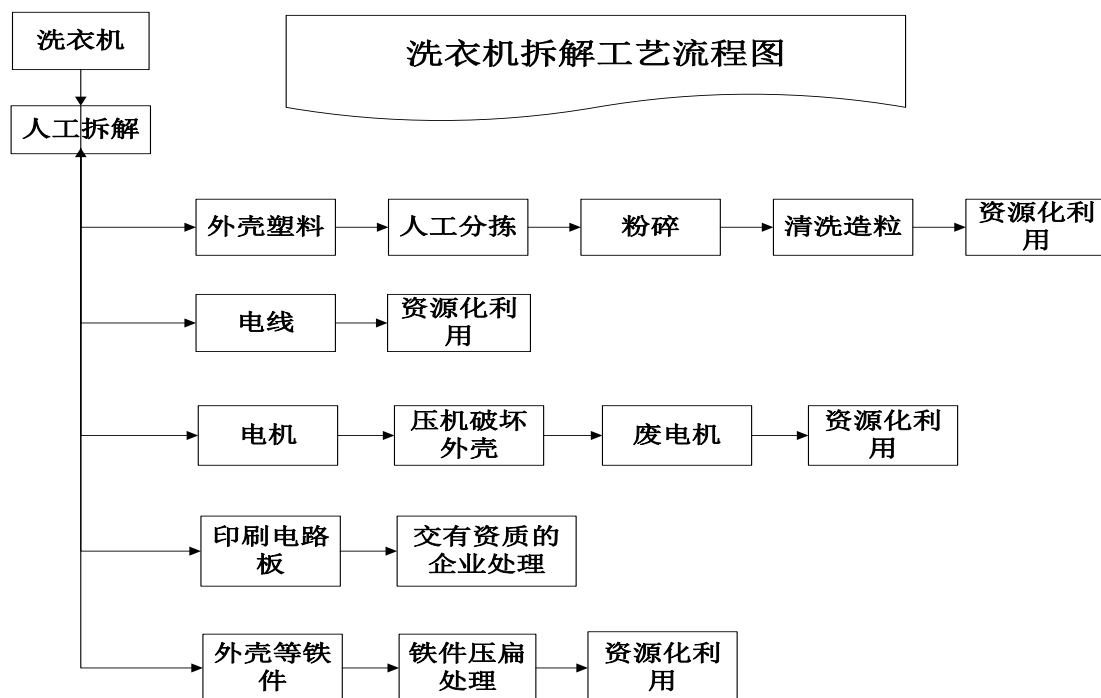 洗衣机
洗衣机拆解工艺流程图
人工拆解
外壳塑料
人工分拣
粉碎
清洗造粒
资源化利
用
电线
资源化利
用
电机
压机破坏
外壳
废电机
资源化利
用
印刷电路
板
交有资质的
企业处理
外壳等铁
件
铁件压扁
处理
资源化利
用